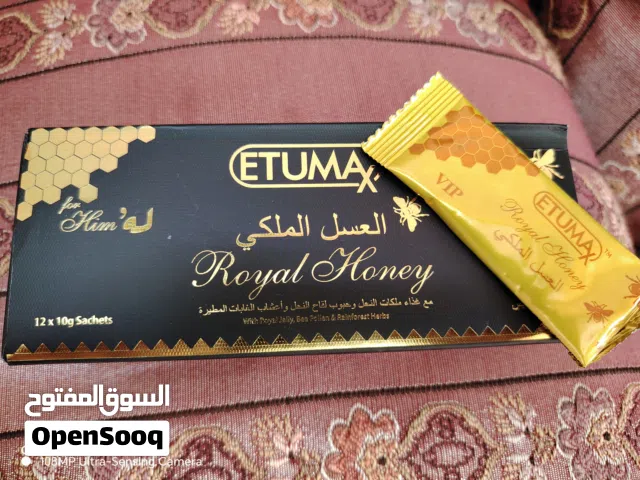 ETUMAX
for Him له
العسل الملكي
Royal Honey
مع غذاء ملكات النحل وحبوب لقاح النحل وأعشاب الغابات المطيرة
With Royal Jelly, Bee Pollen & Rainforest Herbs
12 x 10g Sachets
VIP
ETUMAX™
Royal Honey
العسل الملكي
السوق المفتوح
OpenSooq
108MP Ultra-Sensing Camera